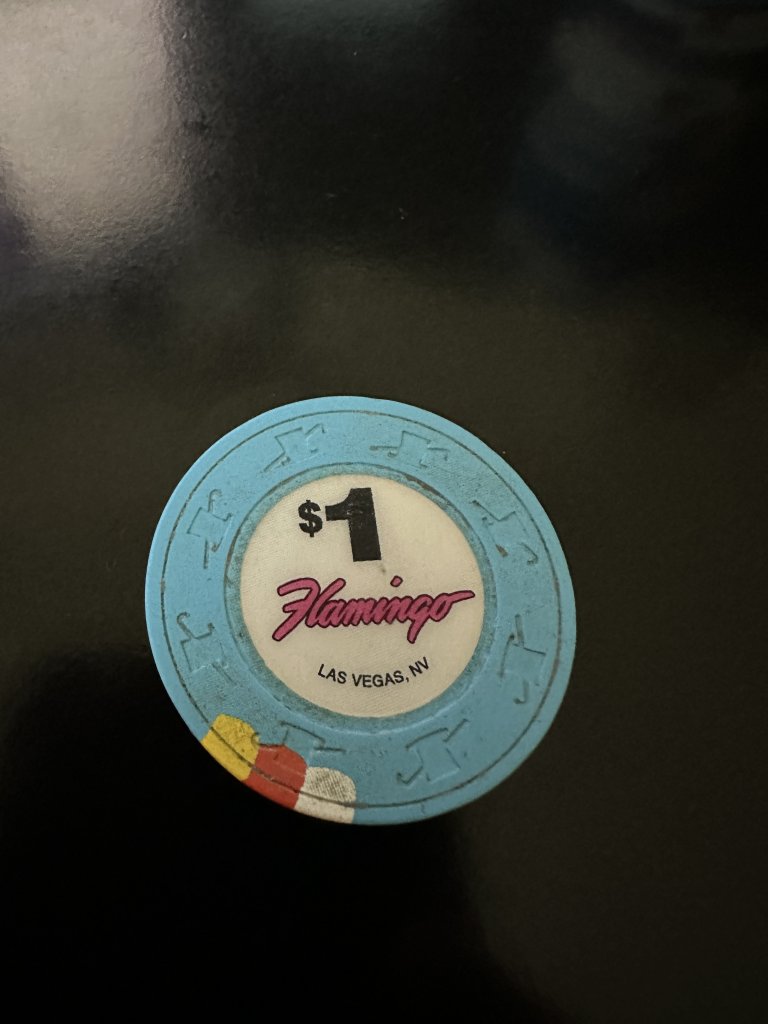 $1
Flamingo
LAS VEGAS, NV